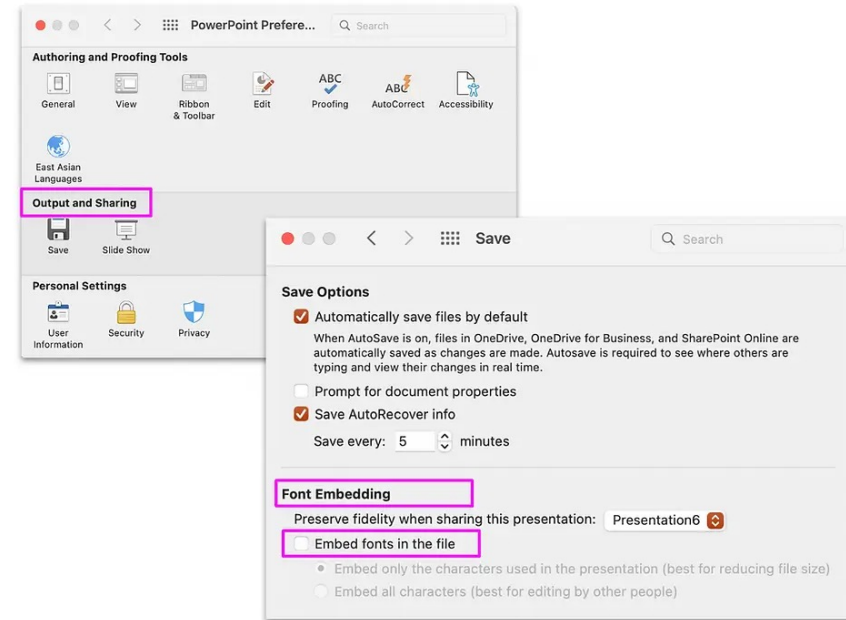 PowerPoint Prefere...
Search
Authoring and Proofing Tools
General
View
Ribbon
& Toolbar
Edit
ABC
Proofing
ABC
AutoCorrect
Accessibility
East Asian
Languages
Output and Sharing
Save
Slide Show
Personal Settings
User
Information
Security
Privacy
Save
Search
Save Options
Automatically save files by default
When AutoSave is on, files in OneDrive, OneDrive for Business, and SharePoint Online are
automatically saved as changes are made. Autosave is required to see where others are
typing and view their changes in real time.
Prompt for document properties
Save AutoRecover info
Save every: 5 minutes
Font Embedding
Preserve fidelity when sharing this presentation: Presentation6
Embed fonts in the file
Embed only the characters used in the presentation (best for reducing file size)
Embed all characters (best for editing by other people)